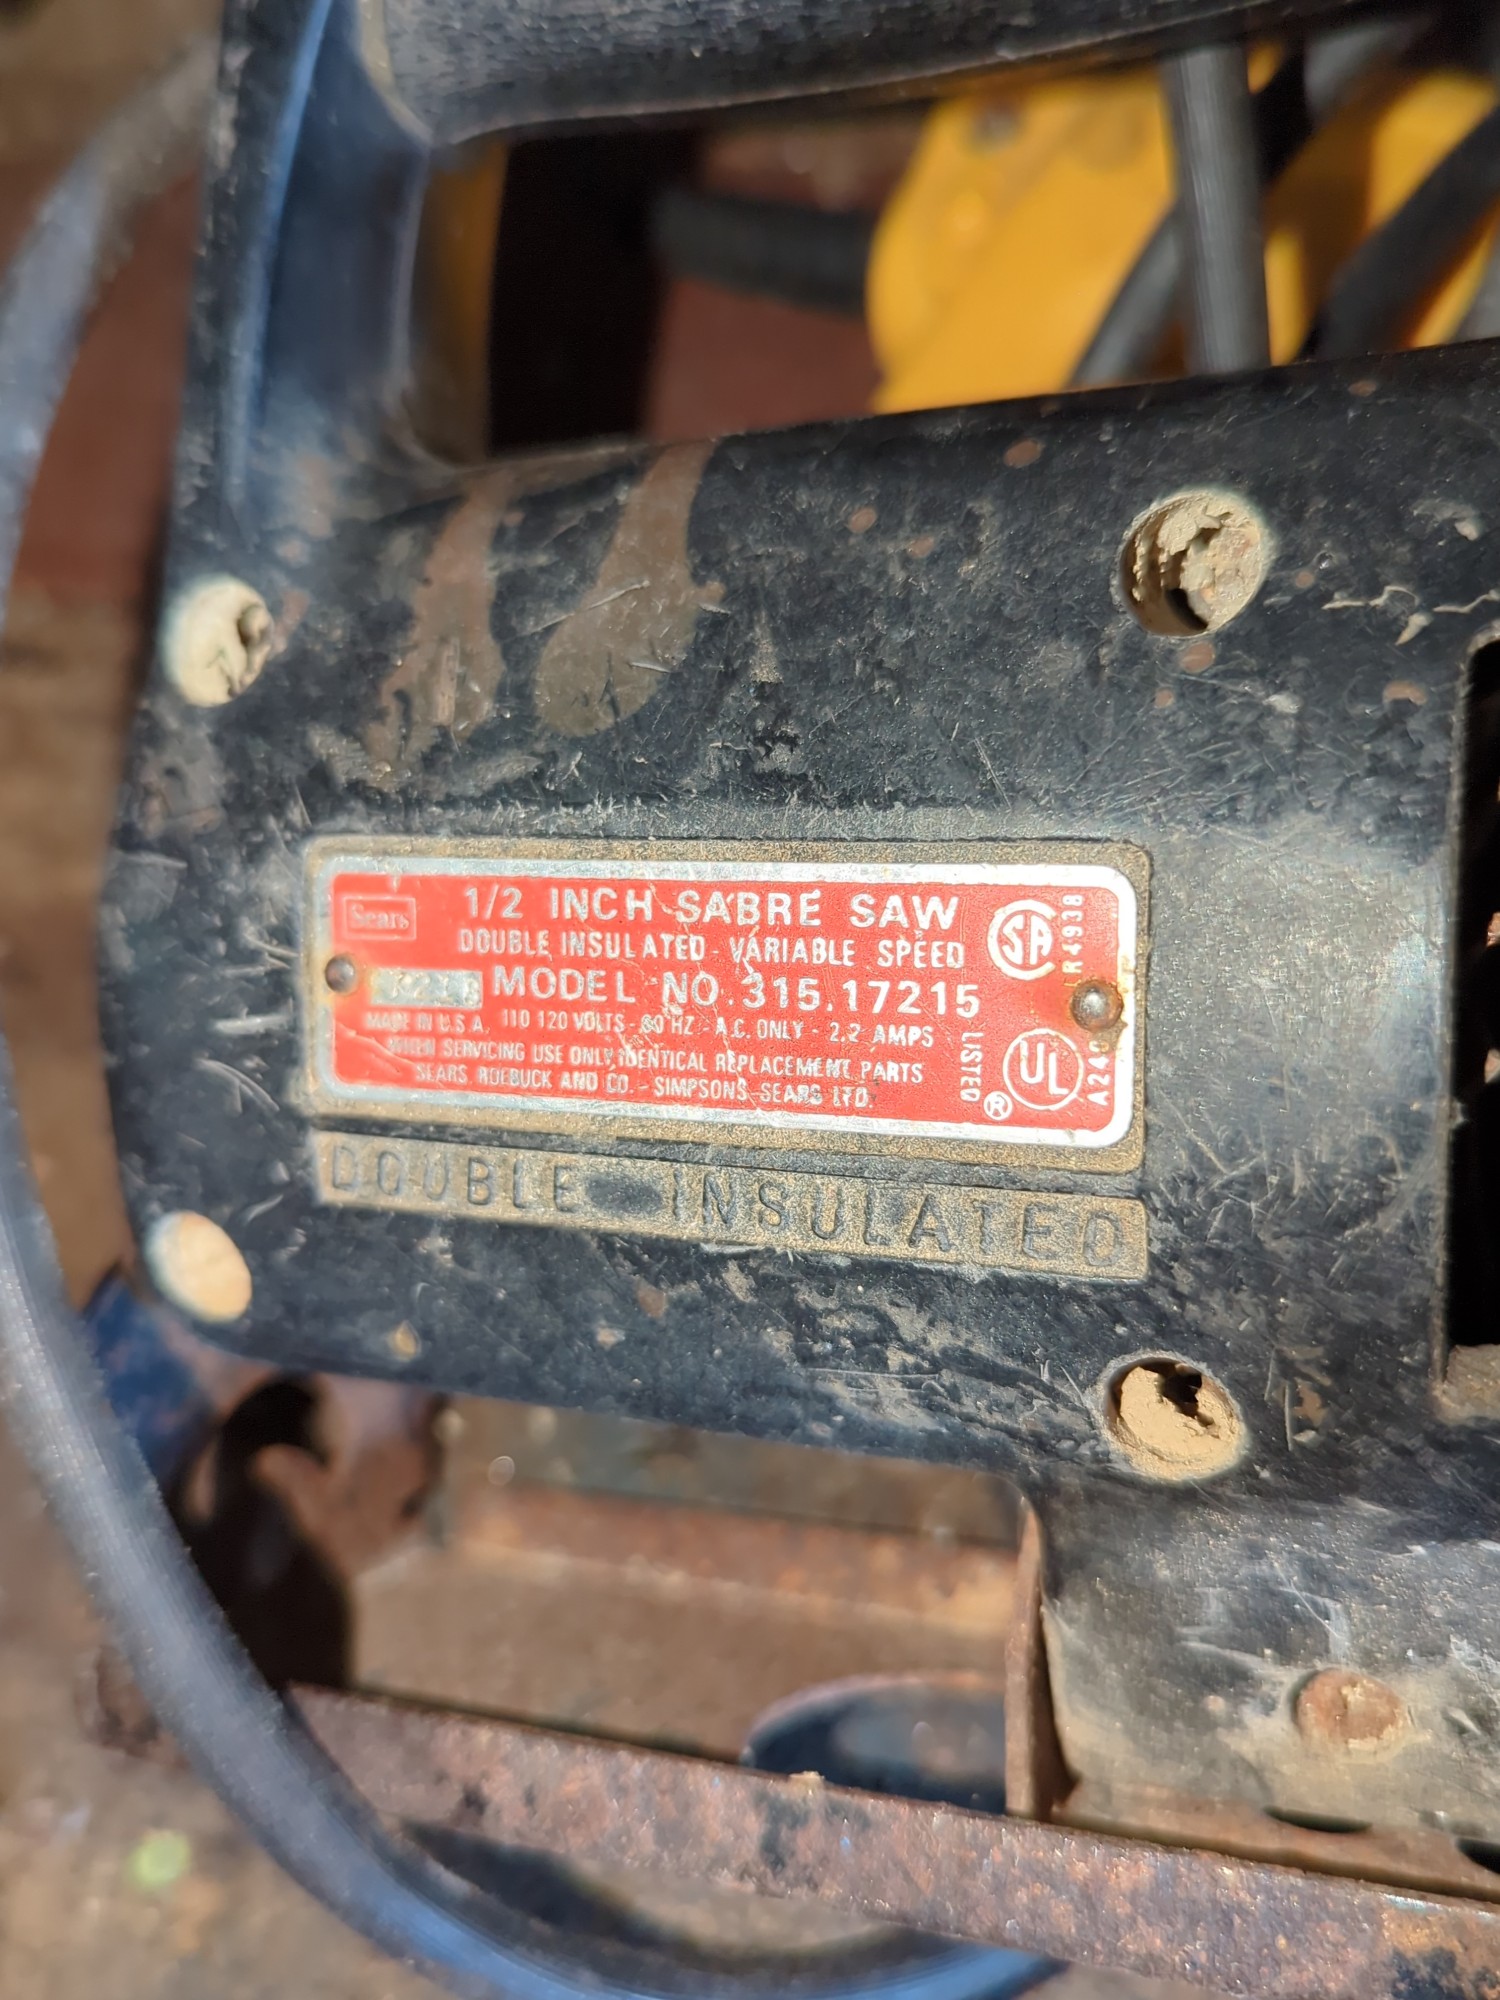 Sears
1/2 INCH SABRE SAW
DOUBLE INSULATED - VARIABLE SPEED
MODEL NO. 315.17215
MADE IN U.S.A. 110 120 VOLTS - 60 HZ - A.C. ONLY - 2.2 AMPS
WHEN SERVICING USE ONLY IDENTICAL REPLACEMENT PARTS
SEARS, ROEBUCK AND CO. - SIMPSONS-SEARS LTD.
SA
LR4938
LISTED
UL
®
DOUBLE INSULATED